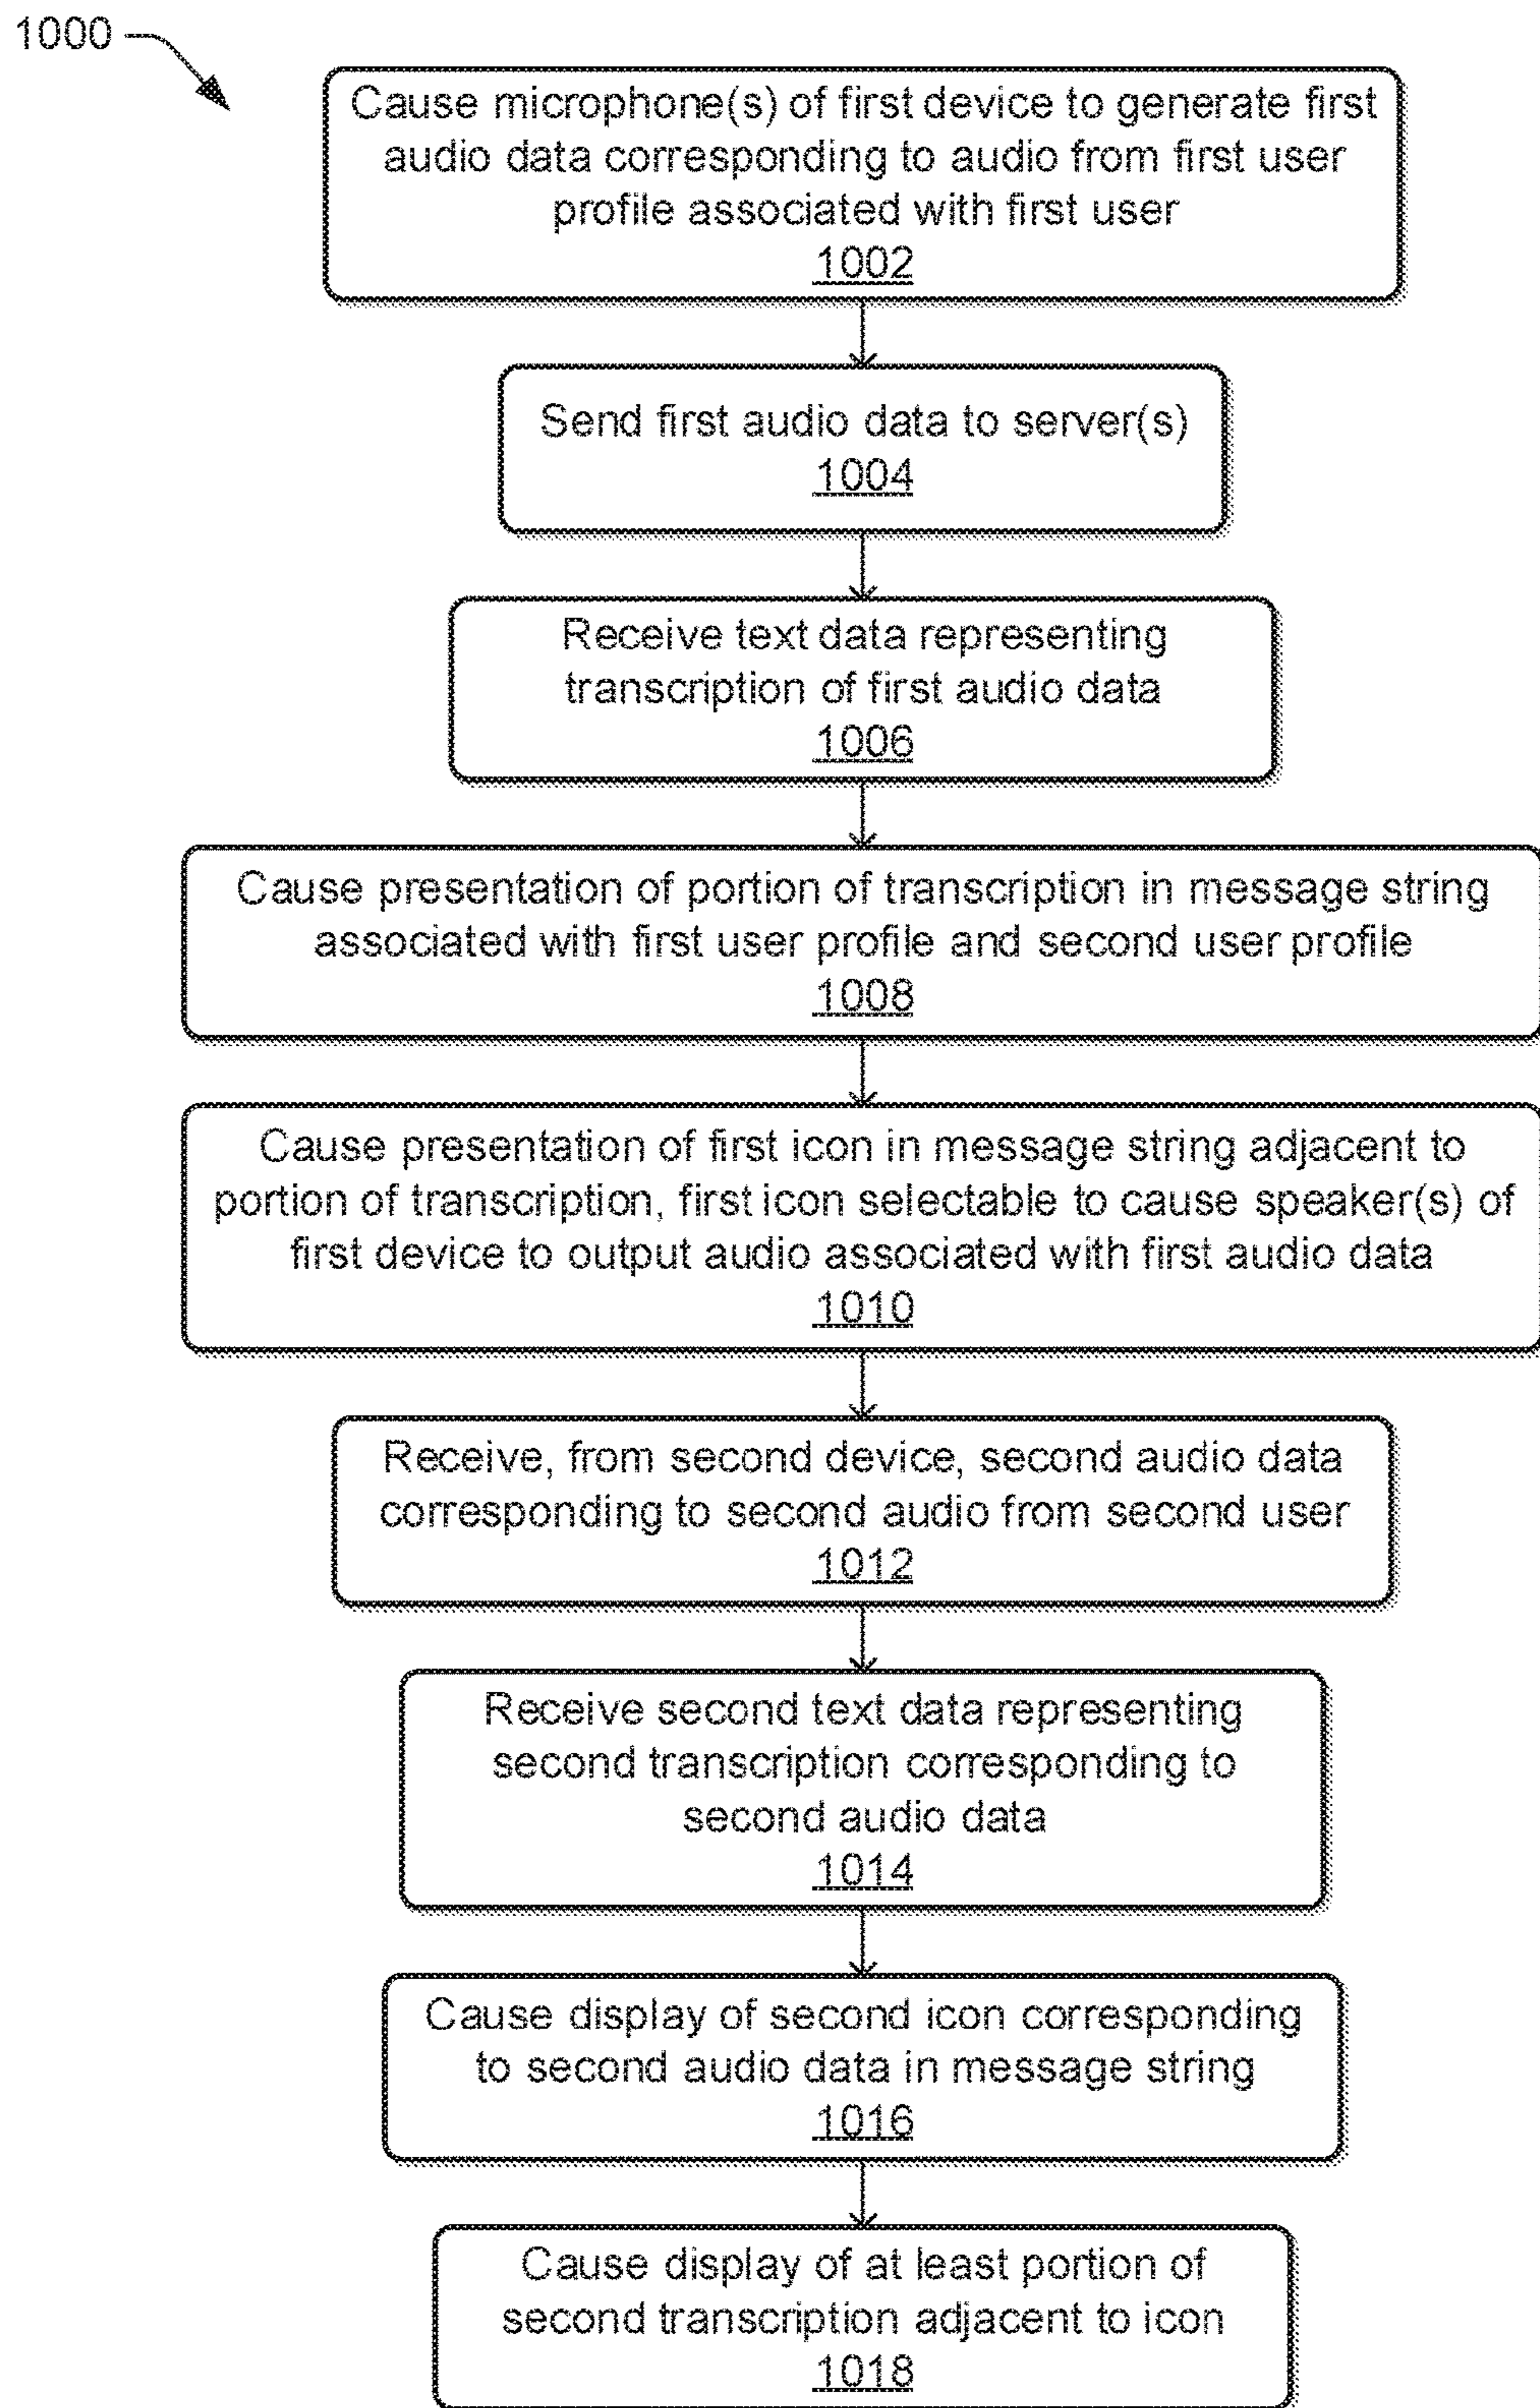 1000
Cause microphone(s) of first device to generate first
audio data corresponding to audio from first user
profile associated with first user
1002
Send first audio data to server(s)
1004
Receive text data representing
transcription of first audio data
1006
Cause presentation of portion of transcription in message string
associated with first user profile and second user profile
1008
Cause presentation of first icon in message string adjacent to
portion of transcription, first icon selectable to cause speaker(s) of
first device to output audio associated with first audio data
1010
Receive, from second device, second audio data
corresponding to second audio from second user
1012
Receive second text data representing
second transcription corresponding to
second audio data
1014
Cause display of second icon corresponding
to second audio data in message string
1016
Cause display of at least portion of
second transcription adjacent to icon
1018